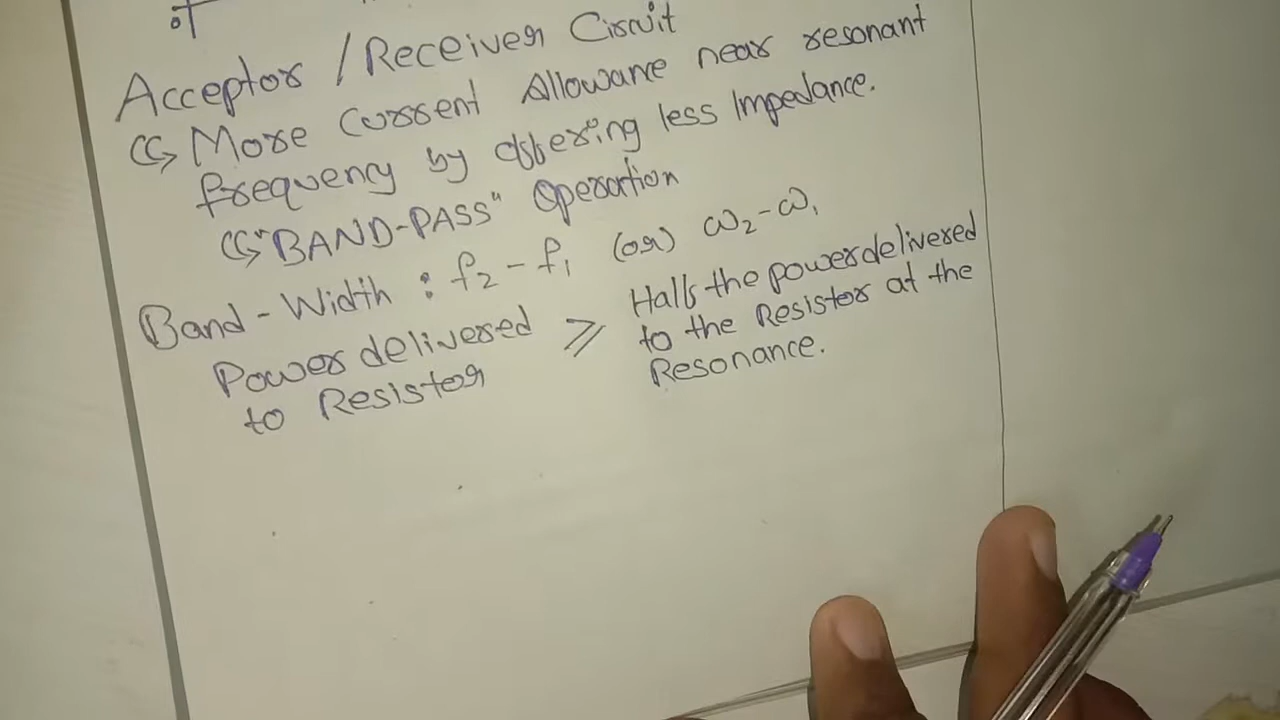 Acceptor / Receiver Circuit
↳ More Current Allowance near resonant
frequency by offering less Impedance.
↳ "BAND-PASS" Operation
Band-Width : f₂ - f₁ (or) ω₂-ω₁
Power delivered ≥ Halfs the power delivered
to Resistor to the Resistor at the
Resonance.